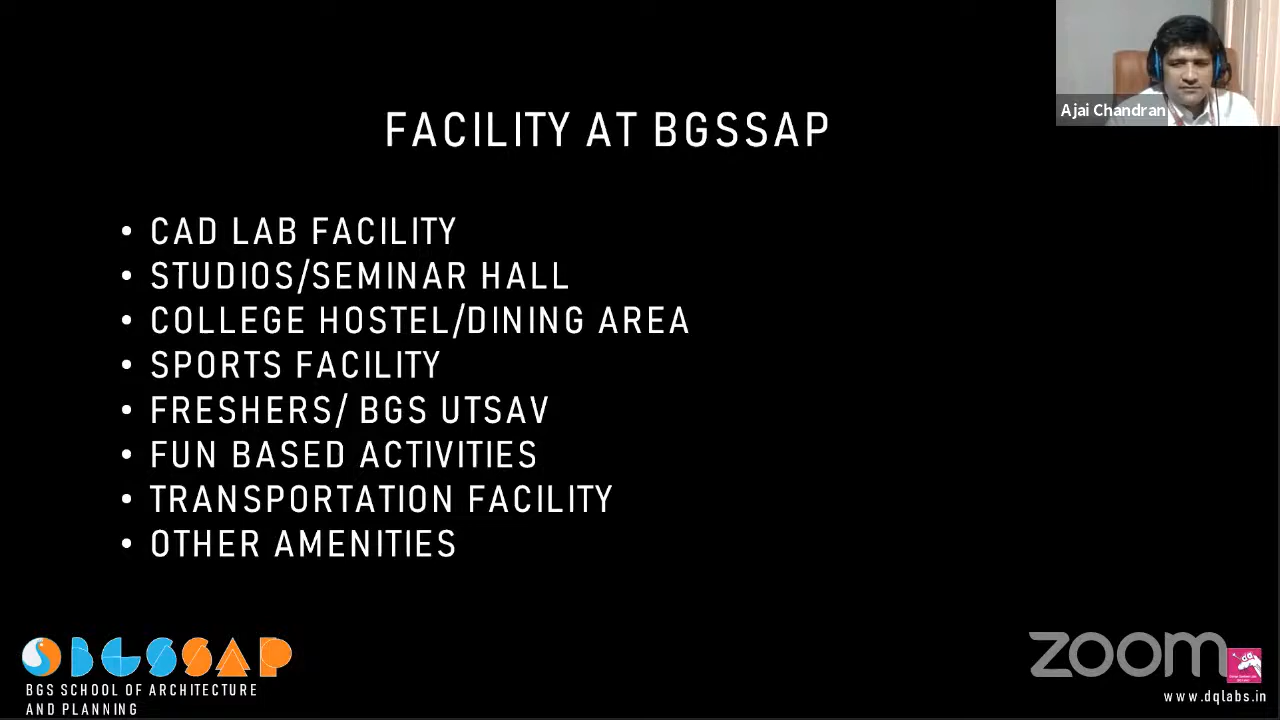 Ajai Chandran
FACILITY AT BGSSAP
• CAD LAB FACILITY
• STUDIOS/SEMINAR HALL
• COLLEGE HOSTEL/DINING AREA
• SPORTS FACILITY
• FRESHERS/ BGS UTSAV
• FUN BASED ACTIVITIES
• TRANSPORTATION FACILITY
• OTHER AMENITIES
BGSSAP
BGS SCHOOL OF ARCHITECTURE
AND PLANNING
zoom
www.dqlabs.in